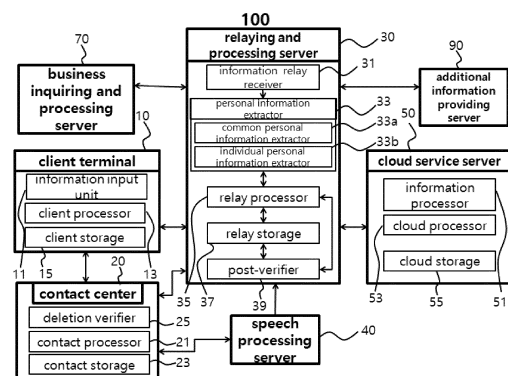 100
70
30
90
relaying and
processing server
information relay
receiver
31
business
inquiring and
processing
server
additional
information
providing
server
personal information
extractor
33
common personal
information extractor
33a
individual personal
information extractor
33b
10
50
client terminal
information input
unit
client processor
client storage
11
15
13
relay processor
relay storage
post-verifier
35
37
39
cloud service server
information
processor
cloud processor
cloud storage
53
55
51
20
contact center
deletion verifier
25
contact processor
21
contact storage
23
speech
processing
server
40